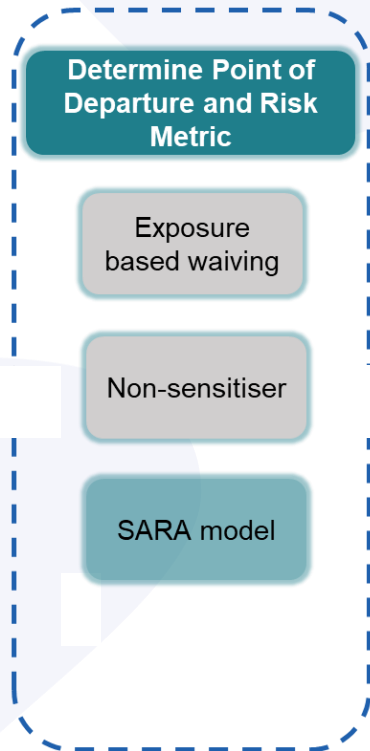 Determine Point of
Departure and Risk
Metric
Exposure
based waiving
Non-sensitiser
SARA model